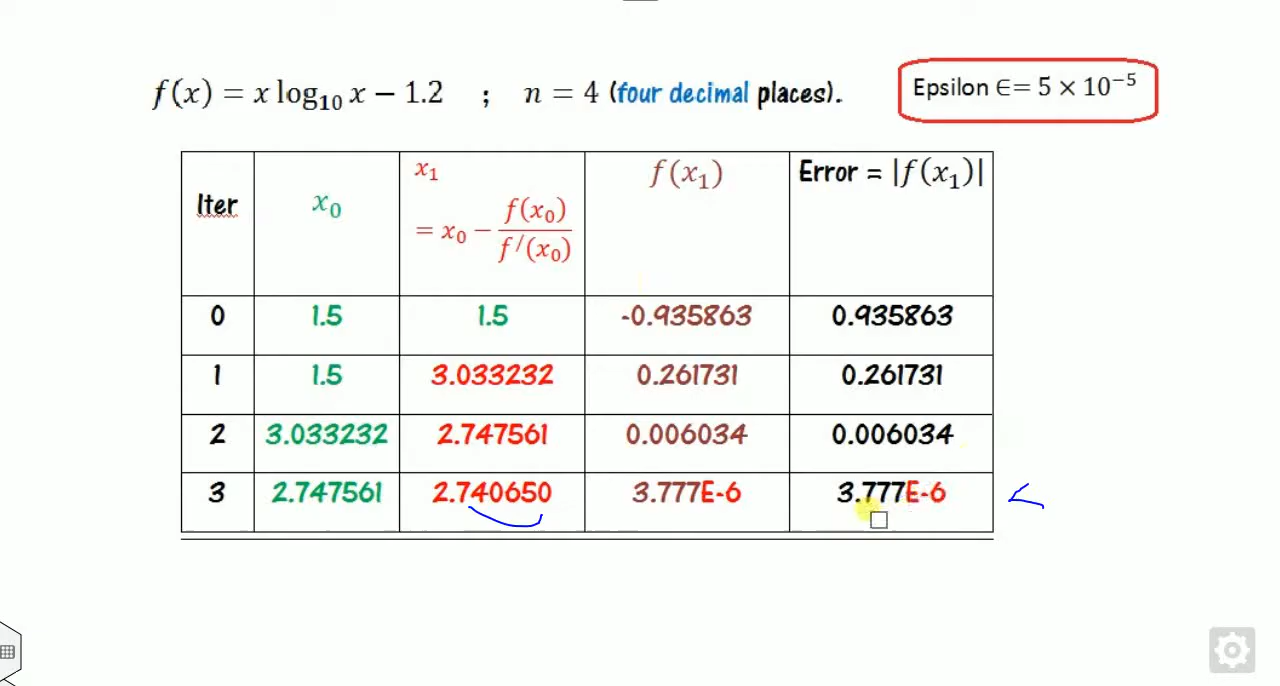 f(x) = x log₁₀ x − 1.2 ; n = 4 (four decimal places).
Epsilon ∈= 5 × 10⁻⁵
Iter x₀ x₁ = x₀ − f(x₀)/f′(x₀) f(x₁) Error = |f(x₁)|
0 1.5 1.5 -0.935863 0.935863
1 1.5 3.033232 0.261731 0.261731
2 3.033232 2.747561 0.006034 0.006034
3 2.747561 2.740650 3.777E-6 3.777E-6